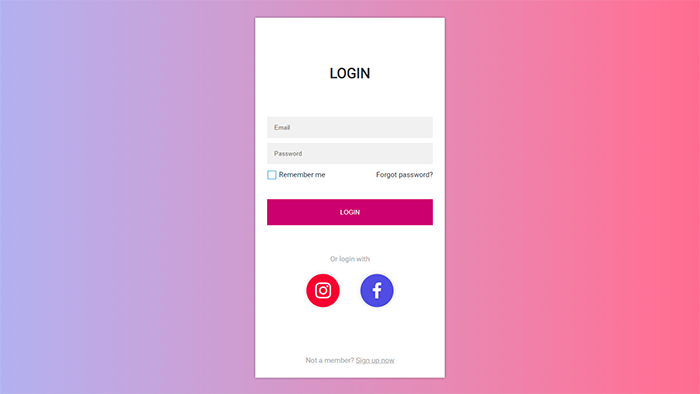 LOGIN
Email
Password
Remember me Forgot password?
LOGIN
Or login with
Not a member? Sign up now